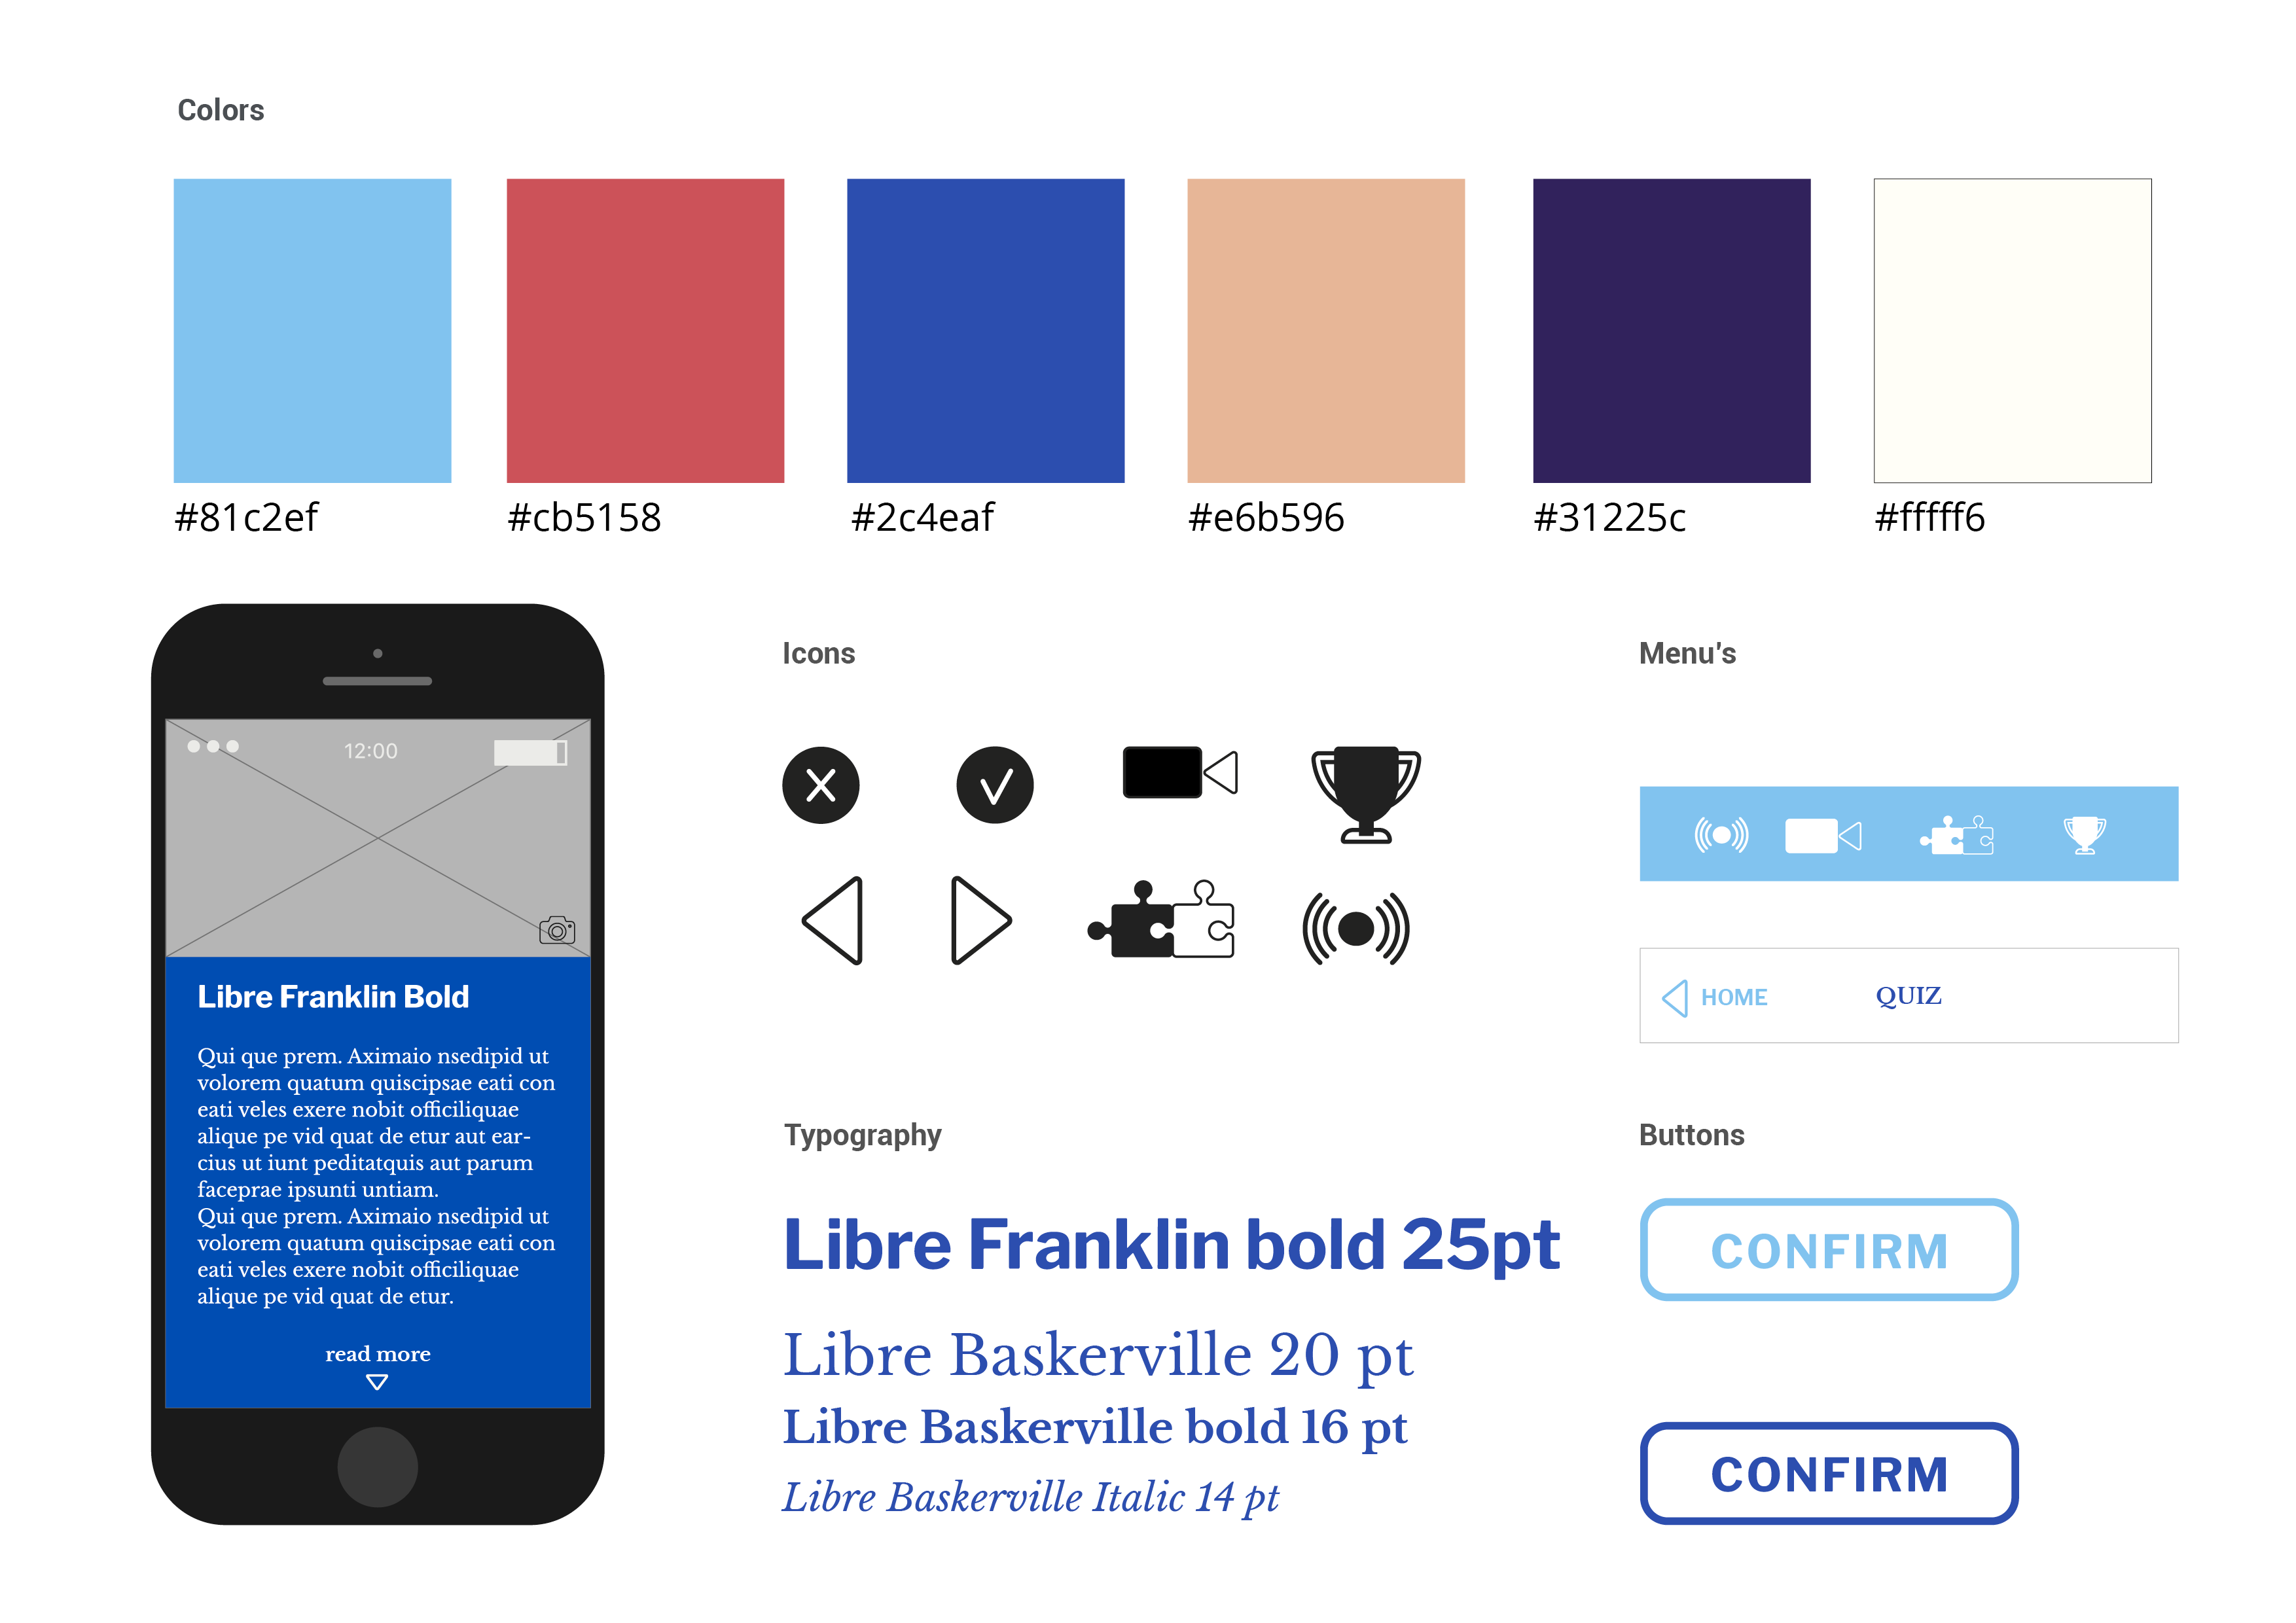 Colors
#81c2ef
#cb5158
#2c4eaf
#e6b596
#31225c
#fffff6
12:00
Libre Franklin Bold
Qui que prem. Aximaio nsedipid ut
volorem quatum quiscipsae eati con
eati veles exere nobit officiliquae
alique pe vid quat de etur aut ear-
cius ut iunt peditatquis aut parum
faceprae ipsunti untiam.
Qui que prem. Aximaio nsedipid ut
volorem quatum quiscipsae eati con
eati veles exere nobit officiliquae
alique pe vid quat de etur.
read more
Icons
Menu's
HOME
QUIZ
Typography
Libre Franklin bold 25pt
Libre Baskerville 20 pt
Libre Baskerville bold 16 pt
Libre Baskerville Italic 14 pt
Buttons
CONFIRM
CONFIRM